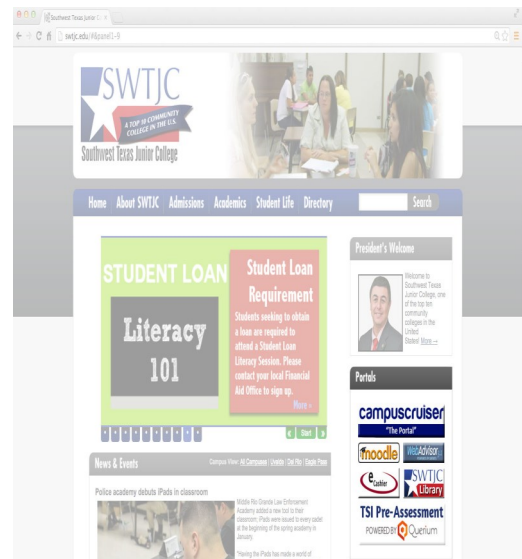 Southwest Texas Junior C
swtjc.edu/#&panel1-9
SWTJC
A TOP 10 COMMUNITY
COLLEGE IN THE U.S.
Southwest Texas Junior College
Home About SWTJC Admissions Academics Student Life Directory Search
STUDENT LOAN
Literacy
101
Student Loan
Requirement
Students seeking to obtain
a loan are required to
attend a Student Loan
Literacy Session. Please
contact your local Financial
Aid Office to sign up.
More »
Start
President's Welcome
Welcome to
Southwest Texas
Junior College, one
of the top ten
community
colleges in the
United
States! More →
Portals
campuscruiser
"The Portal"
moodle WebAdvisor
eCashier SWTJC Library
TSI Pre-Assessment
POWERED BY Querium
News & Events Campus View: All Campuses | Uvalde | Del Rio | Eagle Pass
Police academy debuts iPads in classroom
Middle Rio Grande Law Enforcement
Academy added a new tool to their
classroom; iPads were issued to every cadet
at the beginning of the spring academy in
January.
"Having the iPads has made a world of